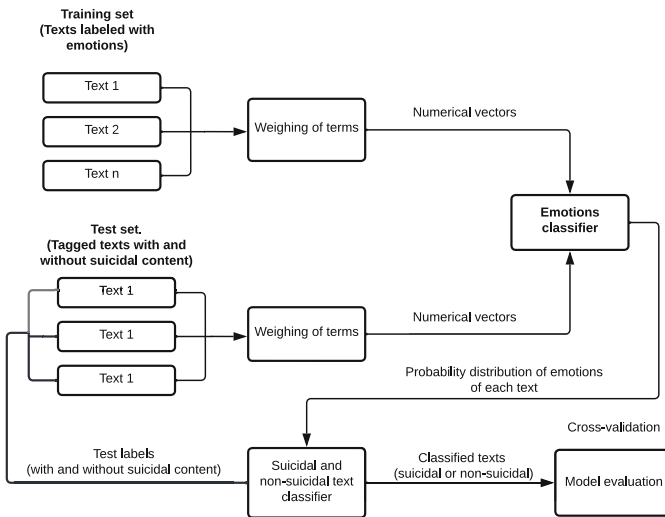 Training set
(Texts labeled with
emotions)
Text 1
Text 2
Text n
Weighing of terms
Numerical vectors
Emotions
classifier
Test set.
(Tagged texts with and
without suicidal content)
Text 1
Text 1
Text 1
Weighing of terms
Numerical vectors
Probability distribution of emotions
of each text
Cross-validation
Test labels
(with and without suicidal content)
Suicidal and
non-suicidal text
classifier
Classified texts
(suicidal or non-suicidal)
Model evaluation